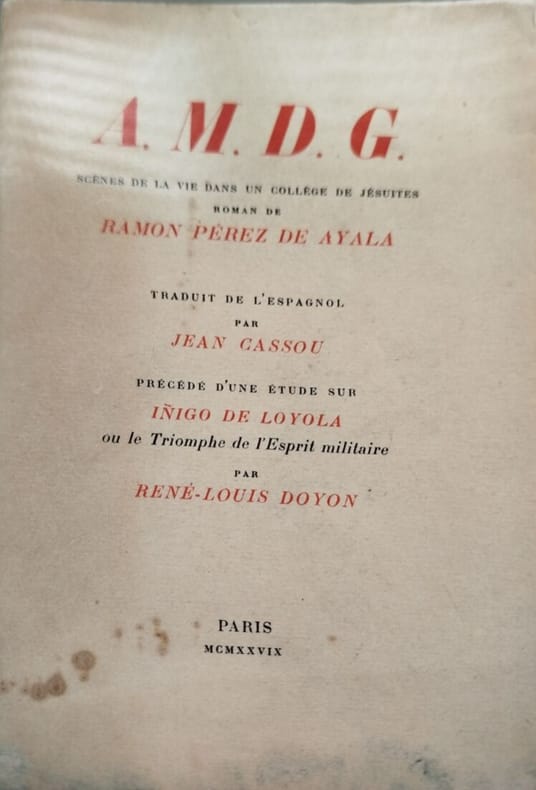 A. M. D. G.
SCÈNES DE LA VIE DANS UN COLLÈGE DE JÉSUITES
ROMAN DE
RAMON PÉREZ DE AYALA
TRADUIT DE L'ESPAGNOL
PAR
JEAN CASSOU
PRÉCÉDÉ D'UNE ÉTUDE SUR
IÑIGO DE LOYOLA
ou le Triomphe de l'Esprit militaire
PAR
RENÉ-LOUIS DOYON
PARIS
MCMXXVIX